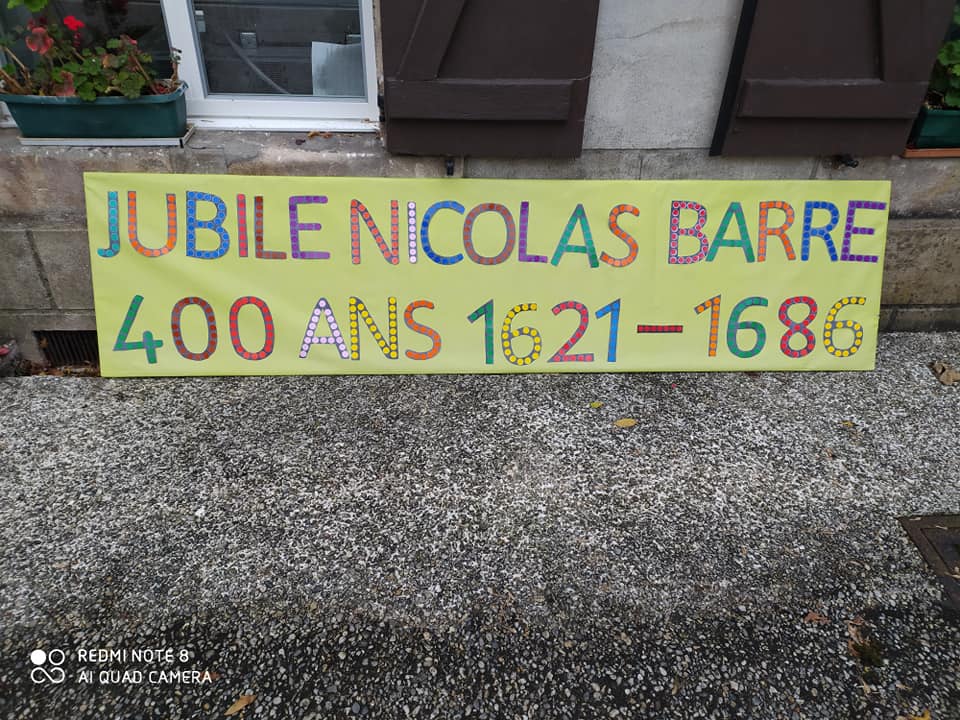 JUBILE NICOLAS BARRE
400 ANS 1621-1686
REDMI NOTE 8
AI QUAD CAMERA